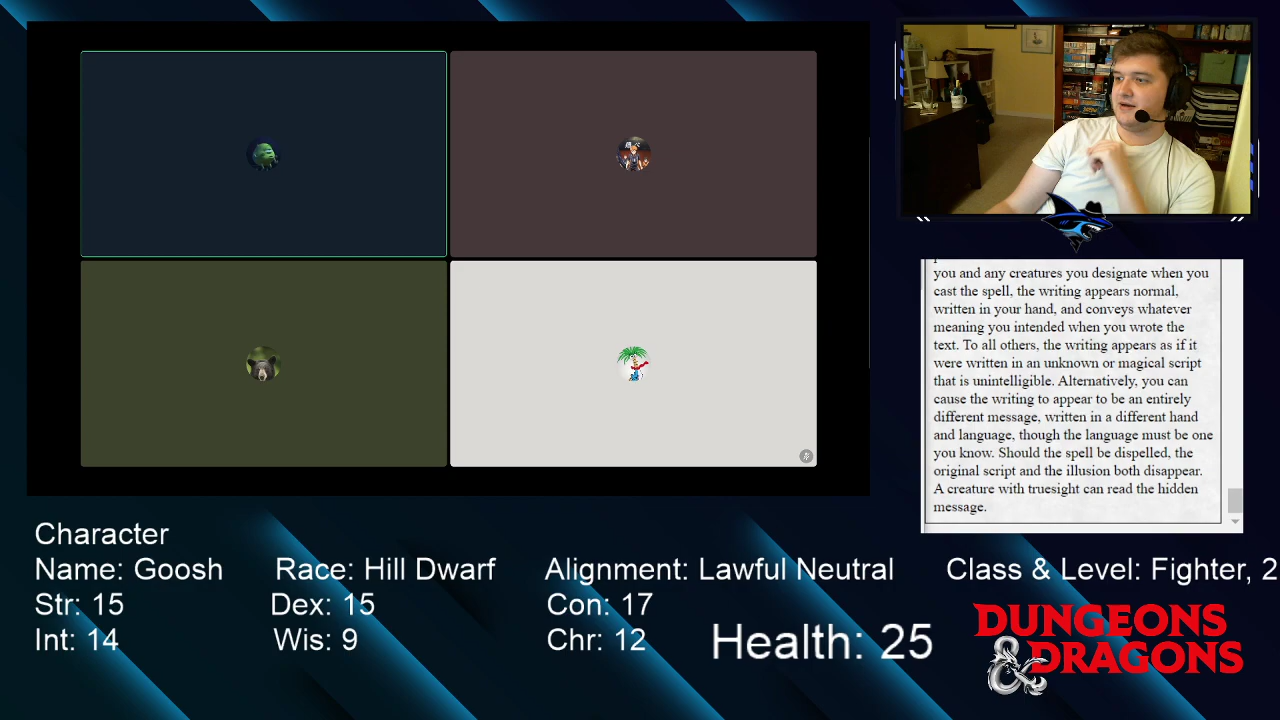 you and any creatures you designate when you
cast the spell, the writing appears normal,
written in your hand, and conveys whatever
meaning you intended when you wrote the
text. To all others, the writing appears as if it
were written in an unknown or magical script
that is unintelligible. Alternatively, you can
cause the writing to appear to be an entirely
different message, written in a different hand
and language, though the language must be one
you know. Should the spell be dispelled, the
original script and the illusion both disappear.
A creature with truesight can read the hidden
message.
Character
Name: Goosh Race: Hill Dwarf Alignment: Lawful Neutral Class & Level: Fighter, 2
Str: 15 Dex: 15 Con: 17
Int: 14 Wis: 9 Chr: 12 Health: 25
DUNGEONS
& DRAGONS